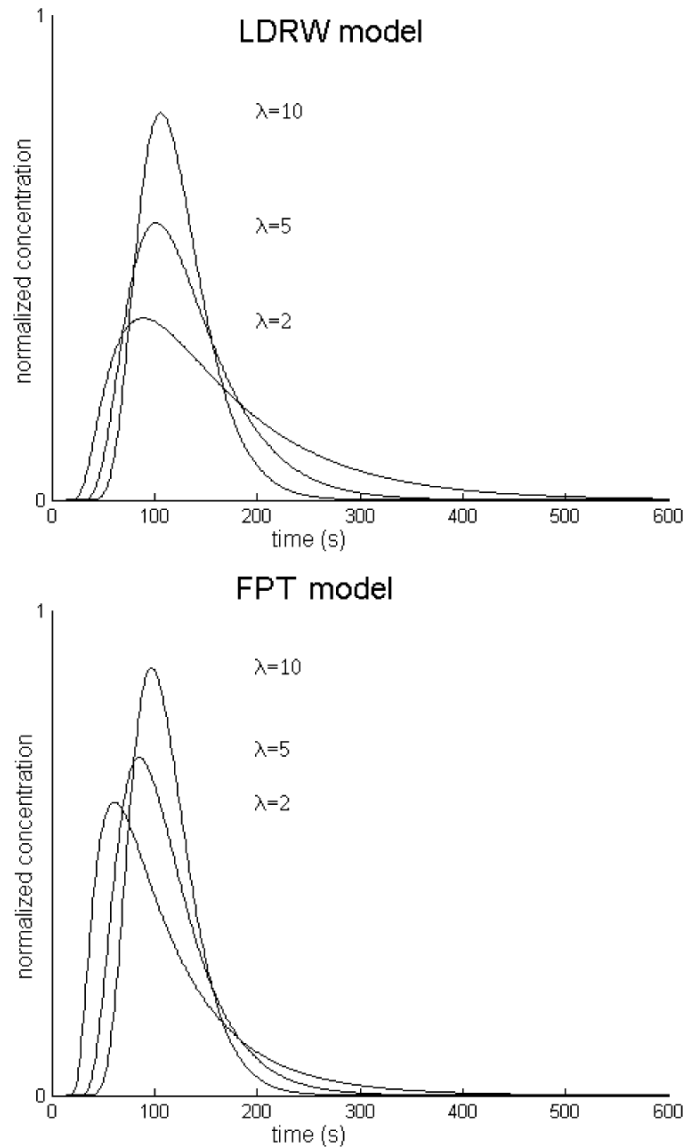 LDRW model
1
λ=10
λ=5
λ=2
normalized concentration
0
0 100 200 300 400 500 600
time (s)
FPT model
1
λ=10
λ=5
λ=2
normalized concentration
0
0 100 200 300 400 500 600
time (s)